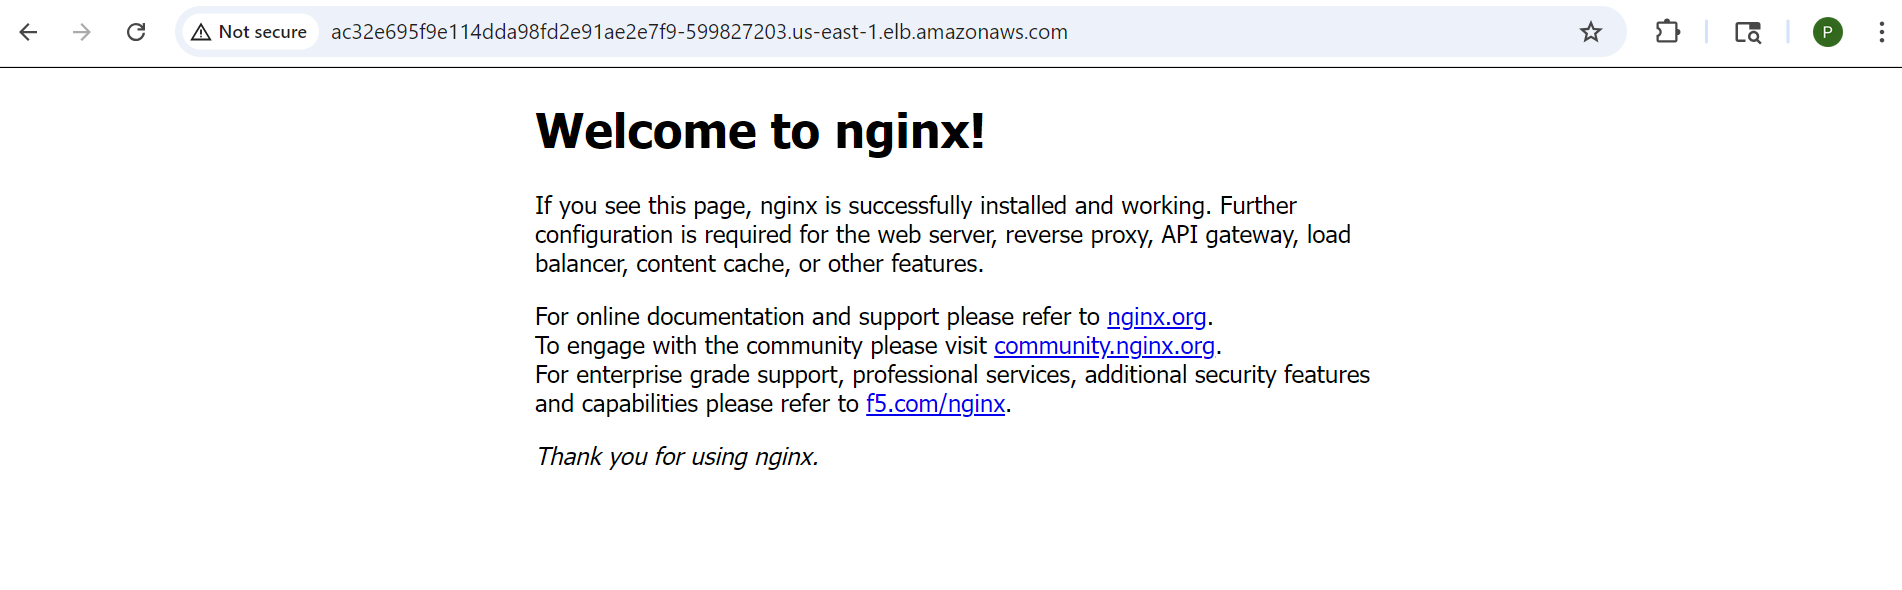 Not secure
ac32e695f9e114dda98fd2e91ae2e7f9-599827203.us-east-1.elb.amazonaws.com
P
Welcome to nginx!
If you see this page, nginx is successfully installed and working. Further
configuration is required for the web server, reverse proxy, API gateway, load
balancer, content cache, or other features.
For online documentation and support please refer to nginx.org.
To engage with the community please visit community.nginx.org.
For enterprise grade support, professional services, additional security features
and capabilities please refer to f5.com/nginx.
Thank you for using nginx.